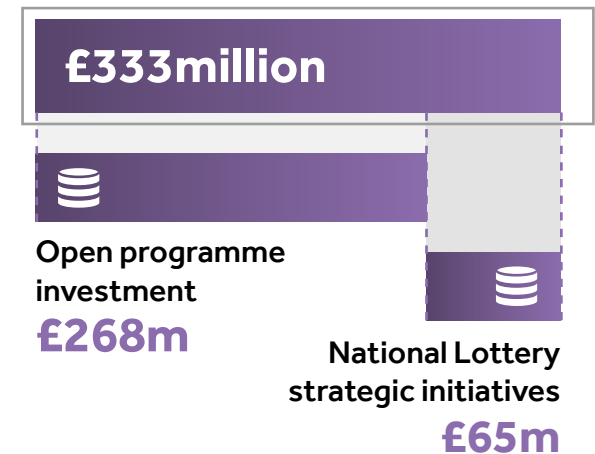 £333million
Open programme
investment
£268m
National Lottery
strategic initiatives
£65m